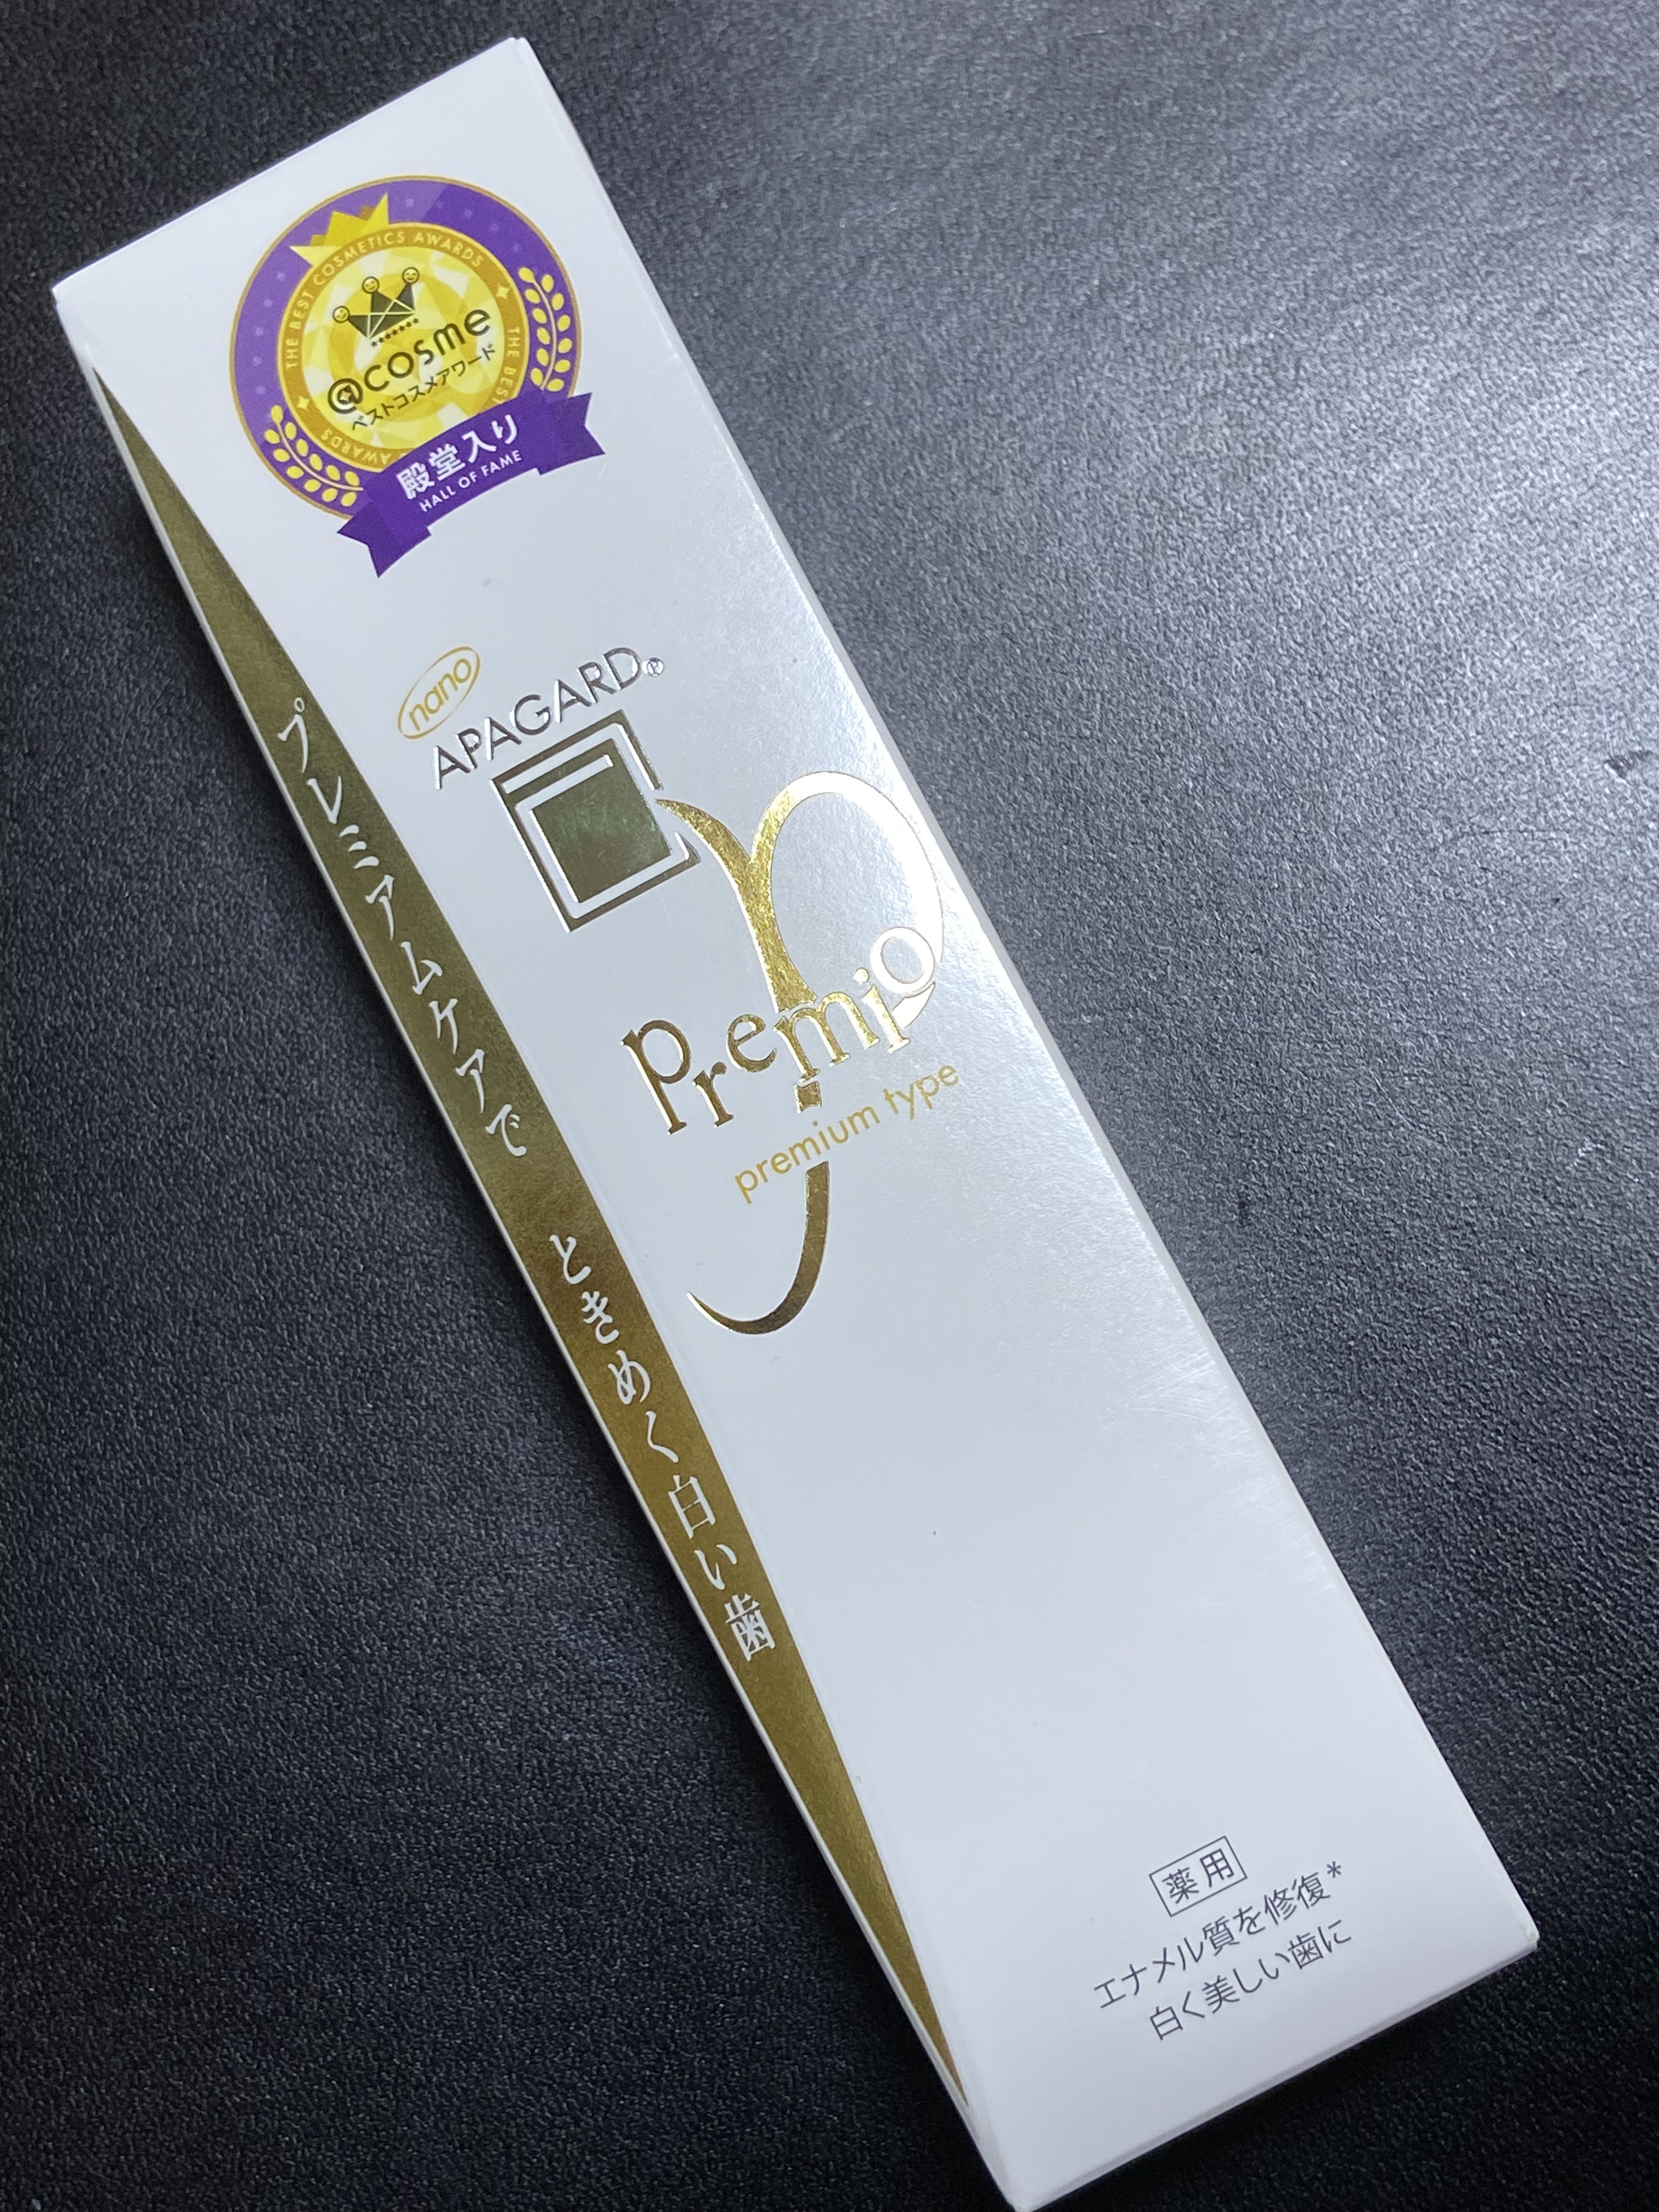 THE BEST COSMETICS AWARDS
THE BEST
AWARDS
@cosme
ベストコスメアワード
殿堂入り
HALL OF FAME
nano
APAGARD®
Premio
premium type
プレミアムケアで ときめく白い歯
薬用
エナメル質を修復*
白く美しい歯に